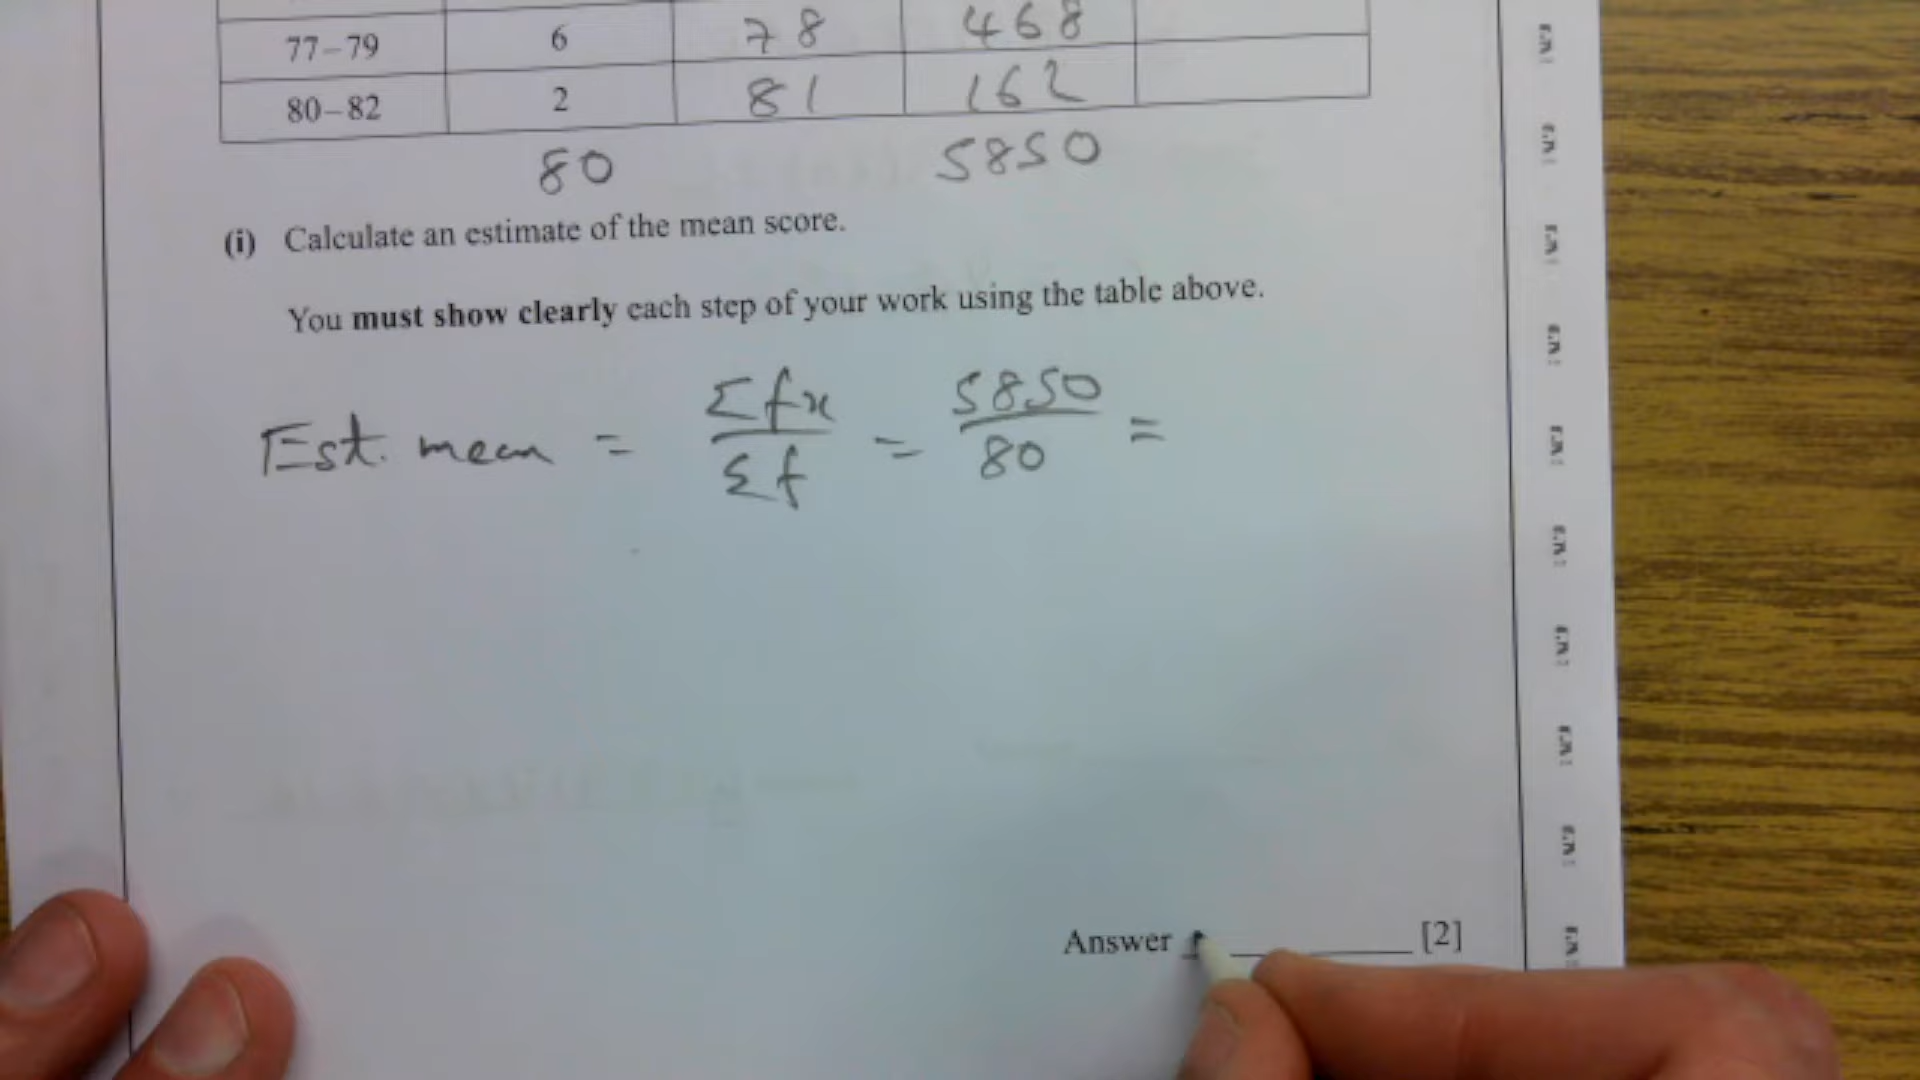 77–79 6 78 468
80–82 2 81 162
80 5850
(i) Calculate an estimate of the mean score.
You must show clearly each step of your work using the table above.
Est. mean = Σfx / Σf = 5850 / 80 =
Answer [2]